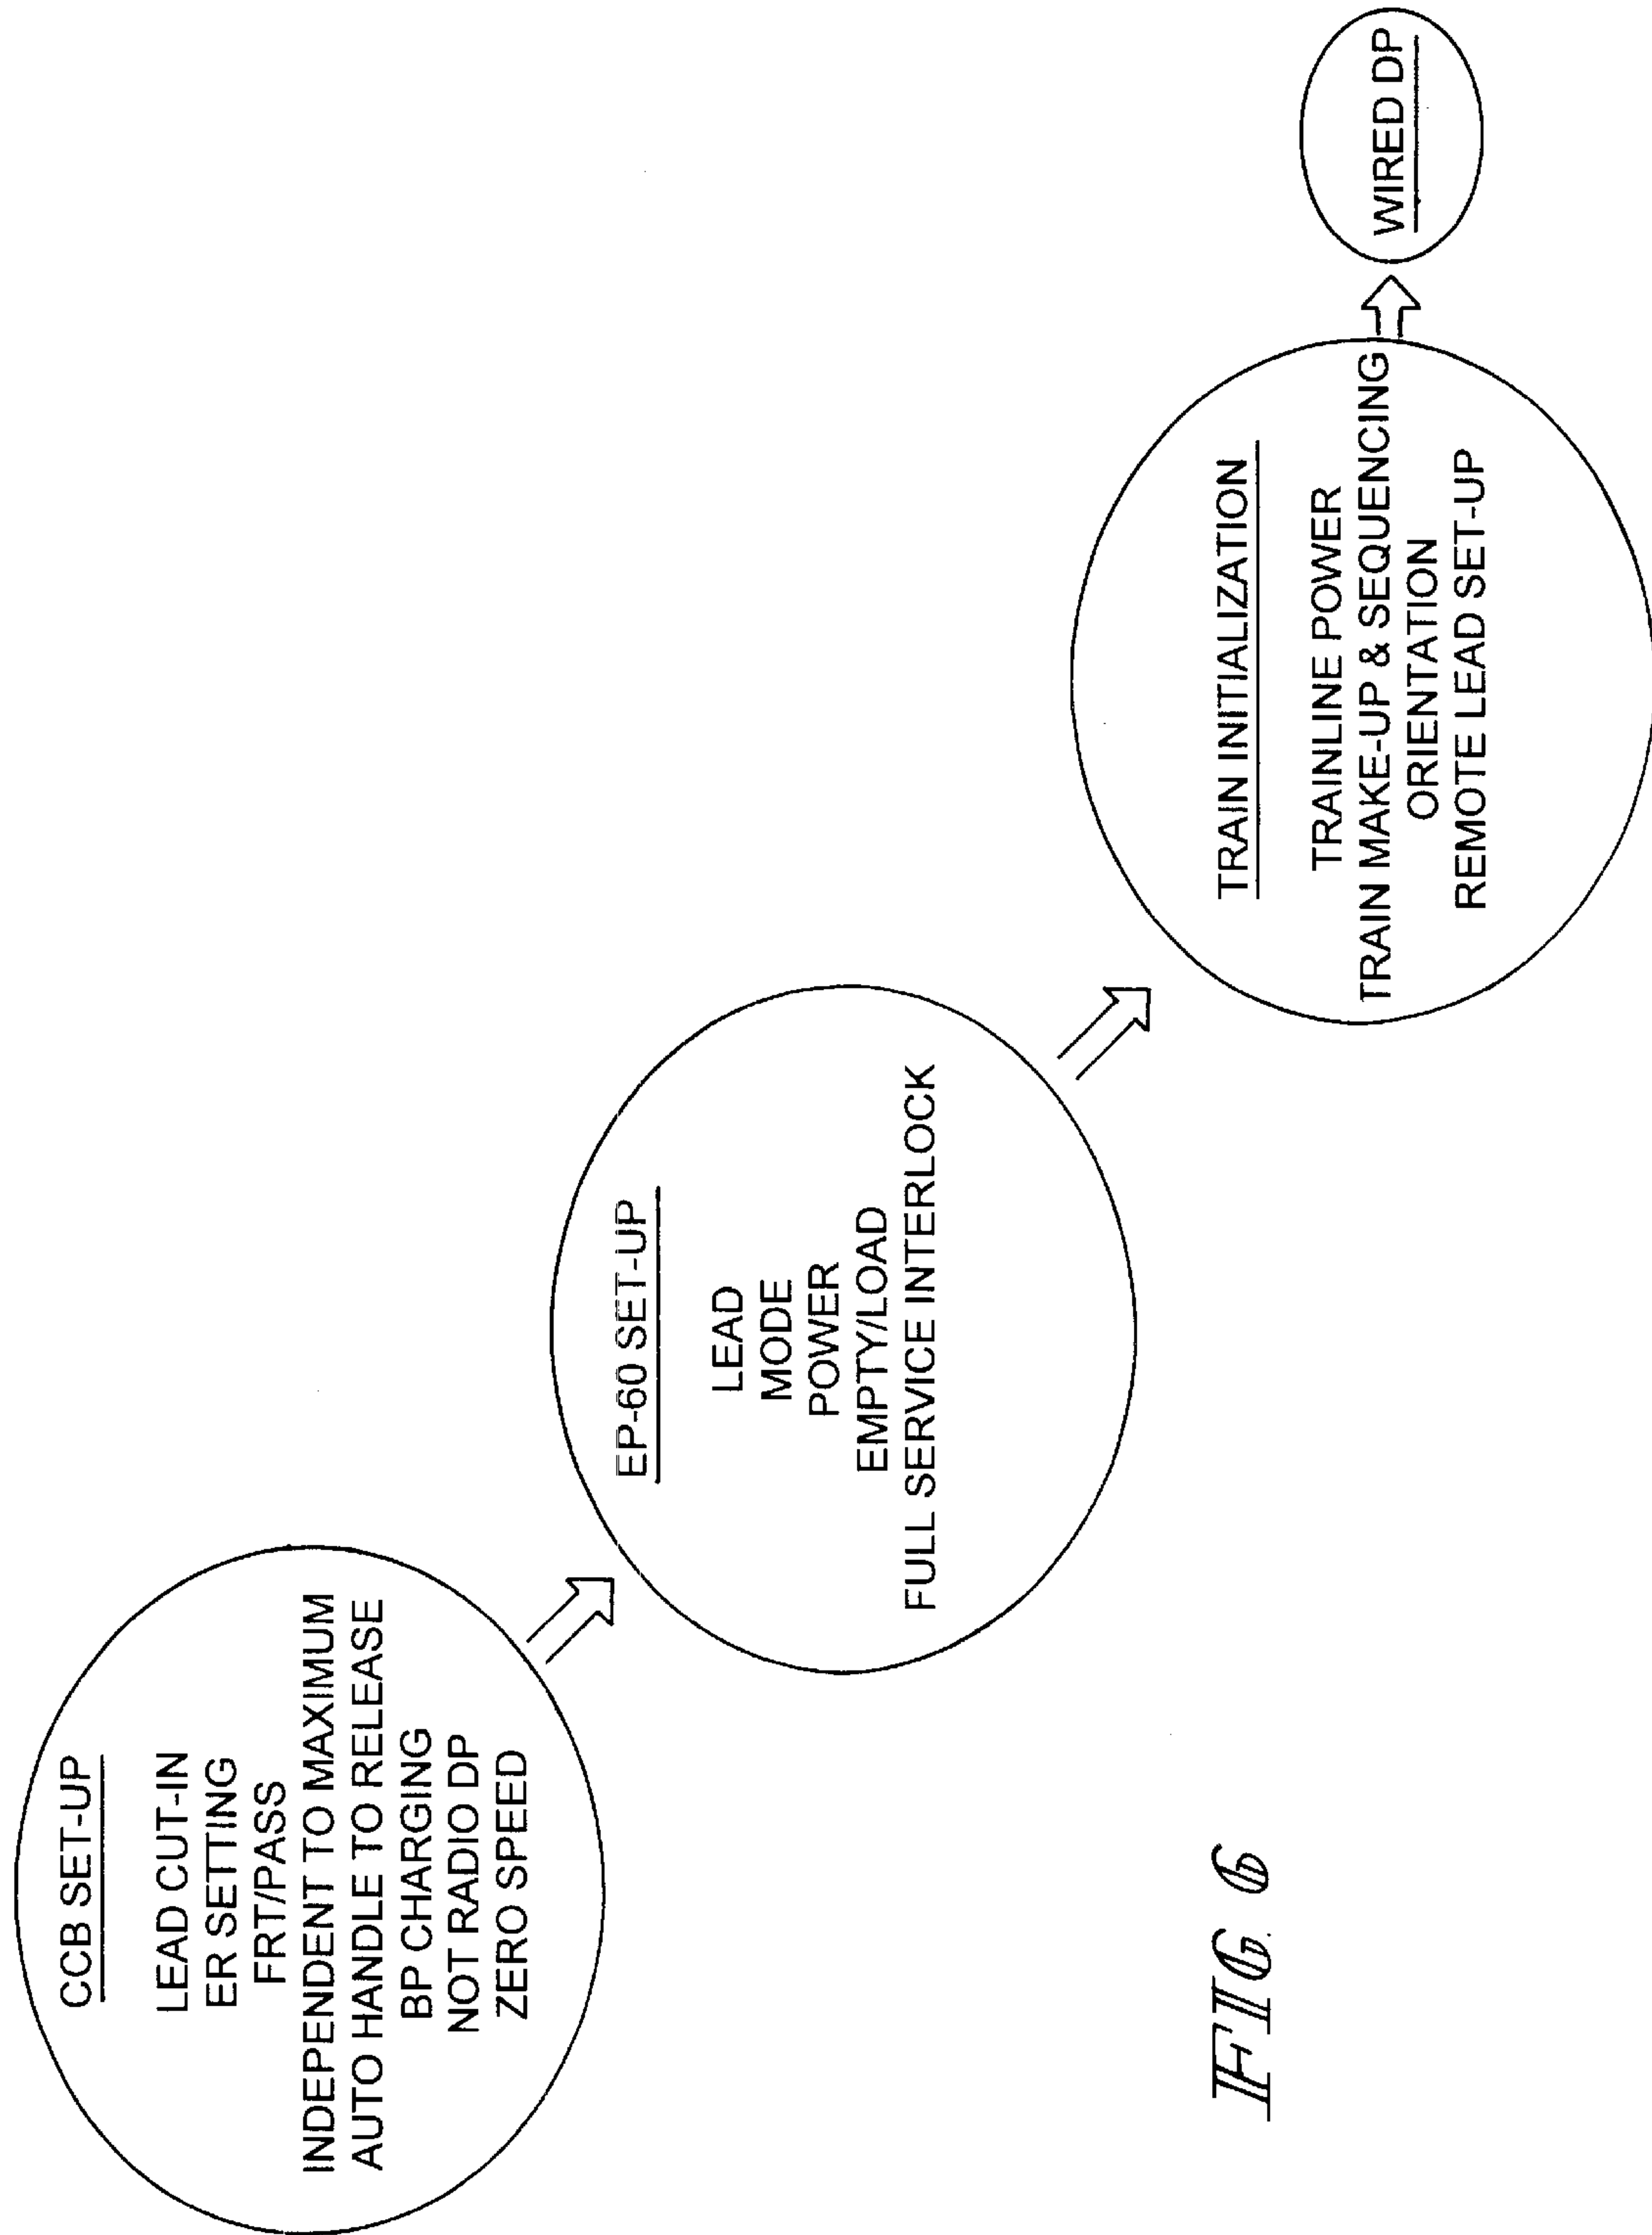 CCB SET-UP
LEAD CUT-IN
ER SETTING
FRT/PASS
INDEPENDENT TO MAXIMUM
AUTO HANDLE TO RELEASE
BP CHARGING
NOT RADIO DP
ZERO SPEED
EP-60 SET-UP
LEAD
MODE
POWER
EMPTY/LOAD
FULL SERVICE INTERLOCK
TRAIN INITIALIZATION
TRAINLINE POWER
TRAIN MAKE-UP & SEQUENCING
ORIENTATION
REMOTE LEAD SET-UP
WIRED DP
FIG. 6